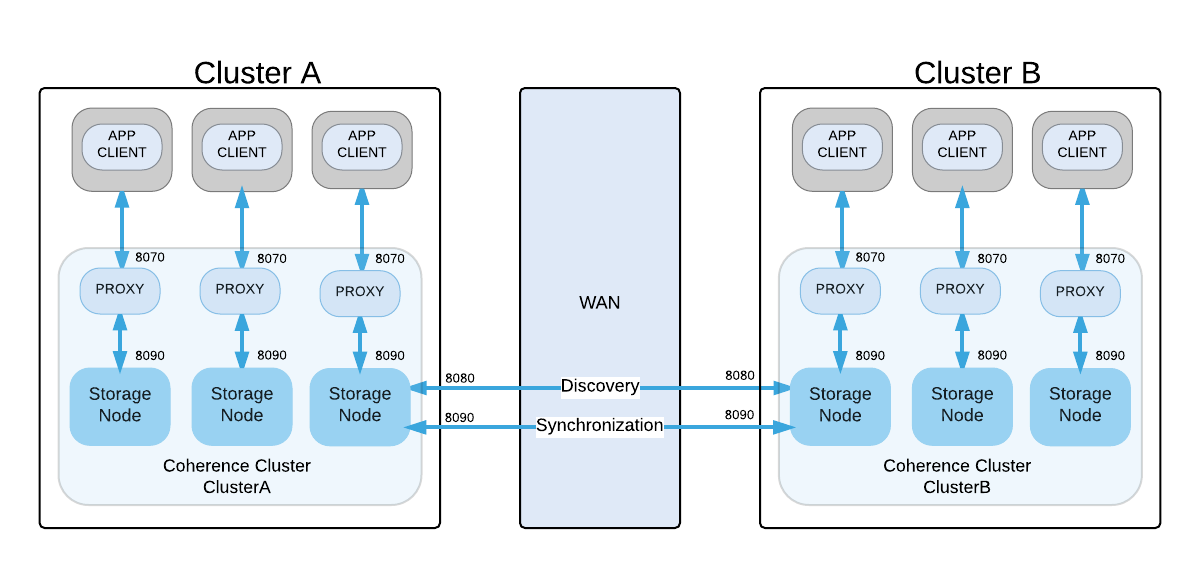 Cluster A
APP
CLIENT
APP
CLIENT
APP
CLIENT
8070
8070
8070
PROXY
PROXY
PROXY
8090
8090
8090
Storage
Node
Storage
Node
Storage
Node
Coherence Cluster
ClusterA
WAN
8080
Discovery
8080
8090
Synchronization
8090
Cluster B
APP
CLIENT
APP
CLIENT
APP
CLIENT
8070
8070
8070
PROXY
PROXY
PROXY
8090
8090
8090
Storage
Node
Storage
Node
Storage
Node
Coherence Cluster
ClusterB